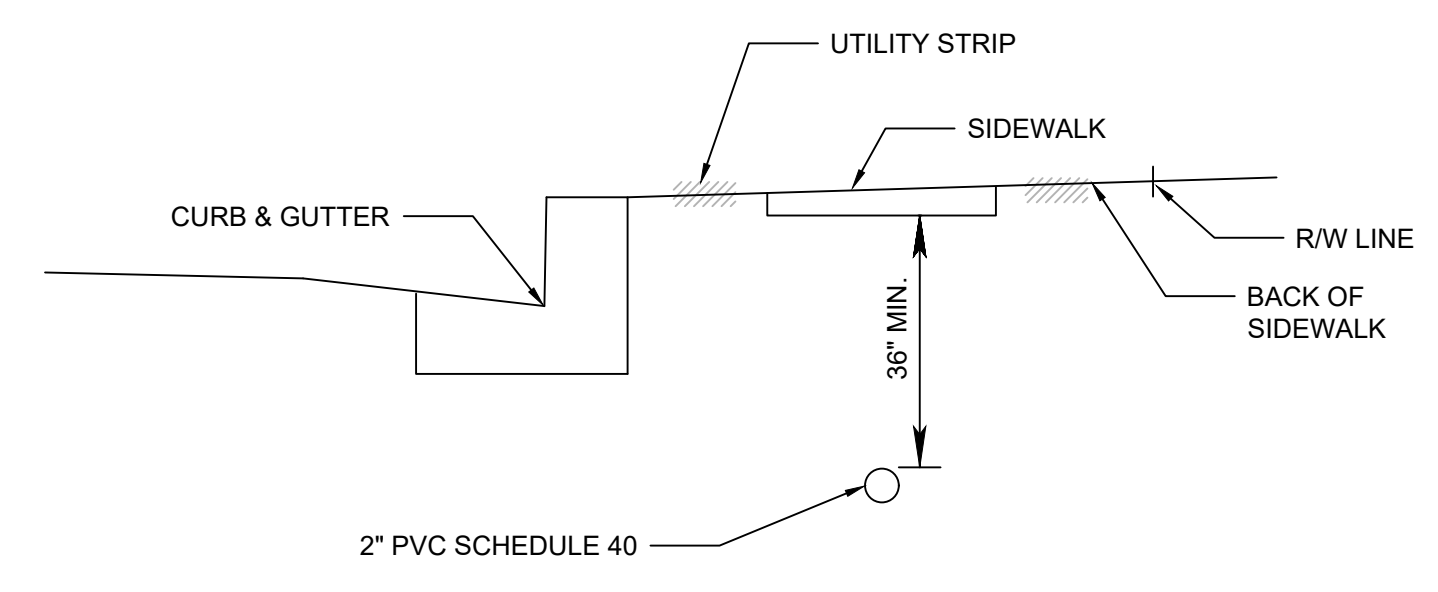 UTILITY STRIP
SIDEWALK
CURB & GUTTER
R/W LINE
BACK OF
SIDEWALK
36" MIN.
2" PVC SCHEDULE 40